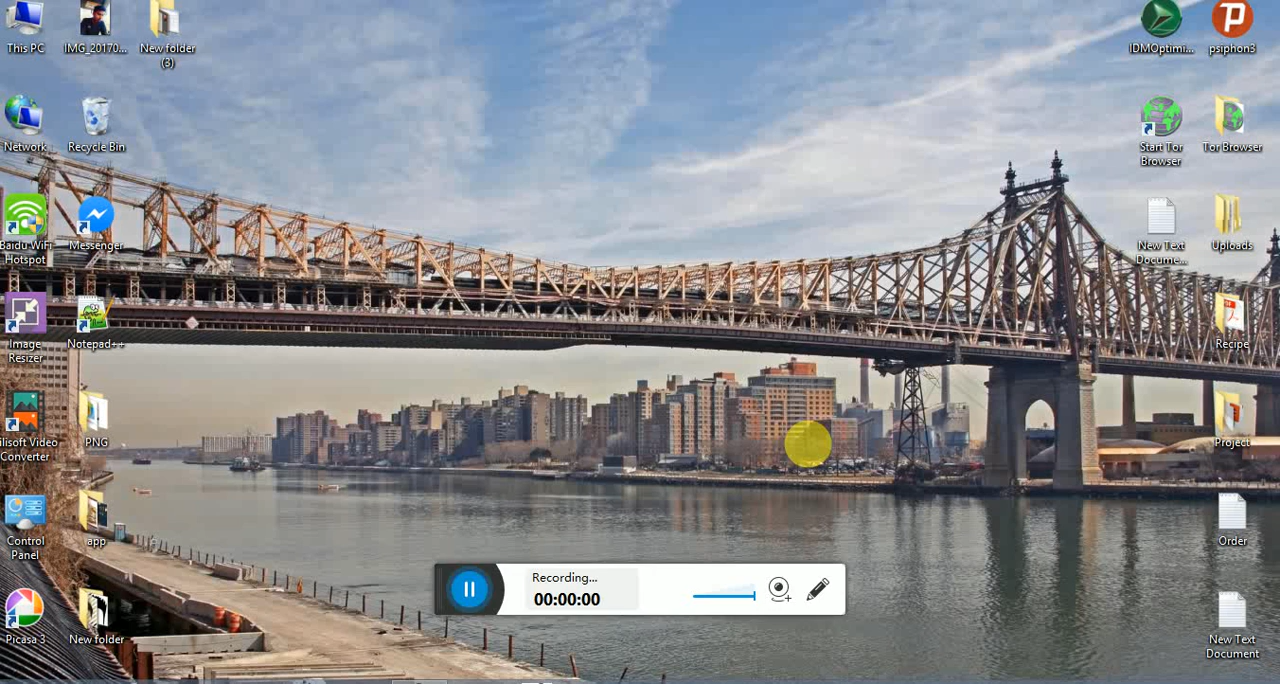 This PC
IMG_20170...
New folder
(3)
IDMOptimi...
psiphon3
Network
Recycle Bin
Start Tor
Browser
Tor Browser
Baidu WiFi
Hotspot
Messenger
New Text
Docume...
Uploads
Image
Resizer
Notepad++
Recipe
ilisoft Video
Converter
PNG
Project
Control
Panel
app
Order
Recording...
00:00:00
Picasa 3
New folder
New Text
Document